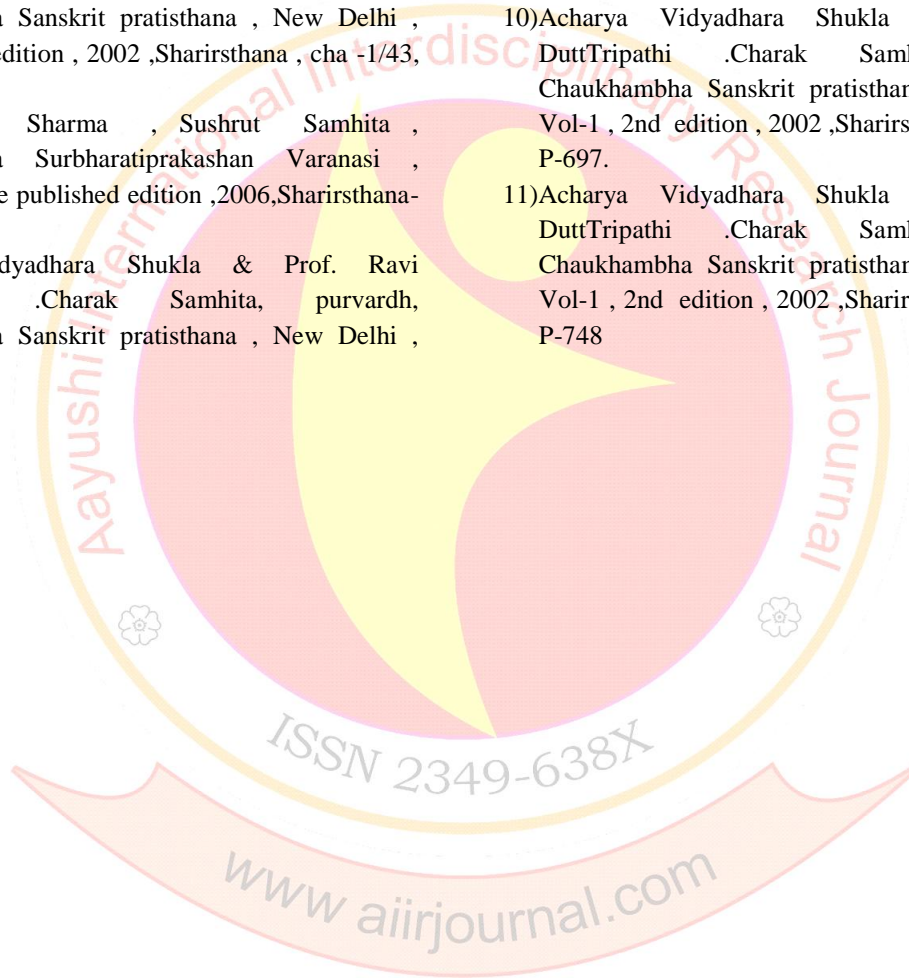 a Sanskrit pratisthana , New Delhi ,
edition , 2002 ,Sharirsthana , cha -1/43,
Sharma , Sushrut Samhita ,
a Surbharatiprakashan Varanasi ,
e published edition ,2006,Sharirsthana-
dyadhara Shukla & Prof. Ravi
.Charak Samhita, purvardh,
a Sanskrit pratisthana , New Delhi ,
10)Acharya Vidyadhara Shukla
DuttTripathi .Charak Saml
Chaukhambha Sanskrit pratisthan
Vol-1 , 2nd edition , 2002 ,Sharirs
P-697.
11)Acharya Vidyadhara Shukla
DuttTripathi .Charak Saml
Chaukhambha Sanskrit pratisthan
Vol-1 , 2nd edition , 2002 ,Sharir
P-748
Aayushi International Interdisciplinary Research Journal
ISSN 2349-638X
www aiirjournal.com